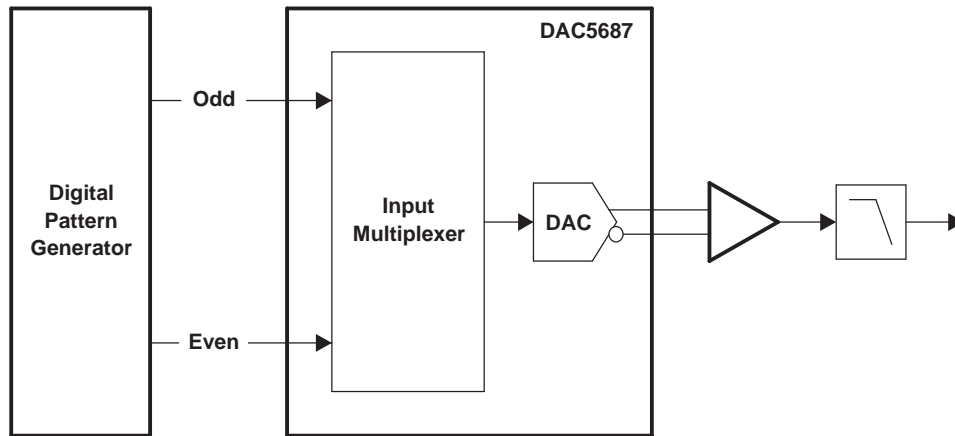 DAC5687
Odd
Digital
Pattern
Generator
Input
Multiplexer
DAC
Even